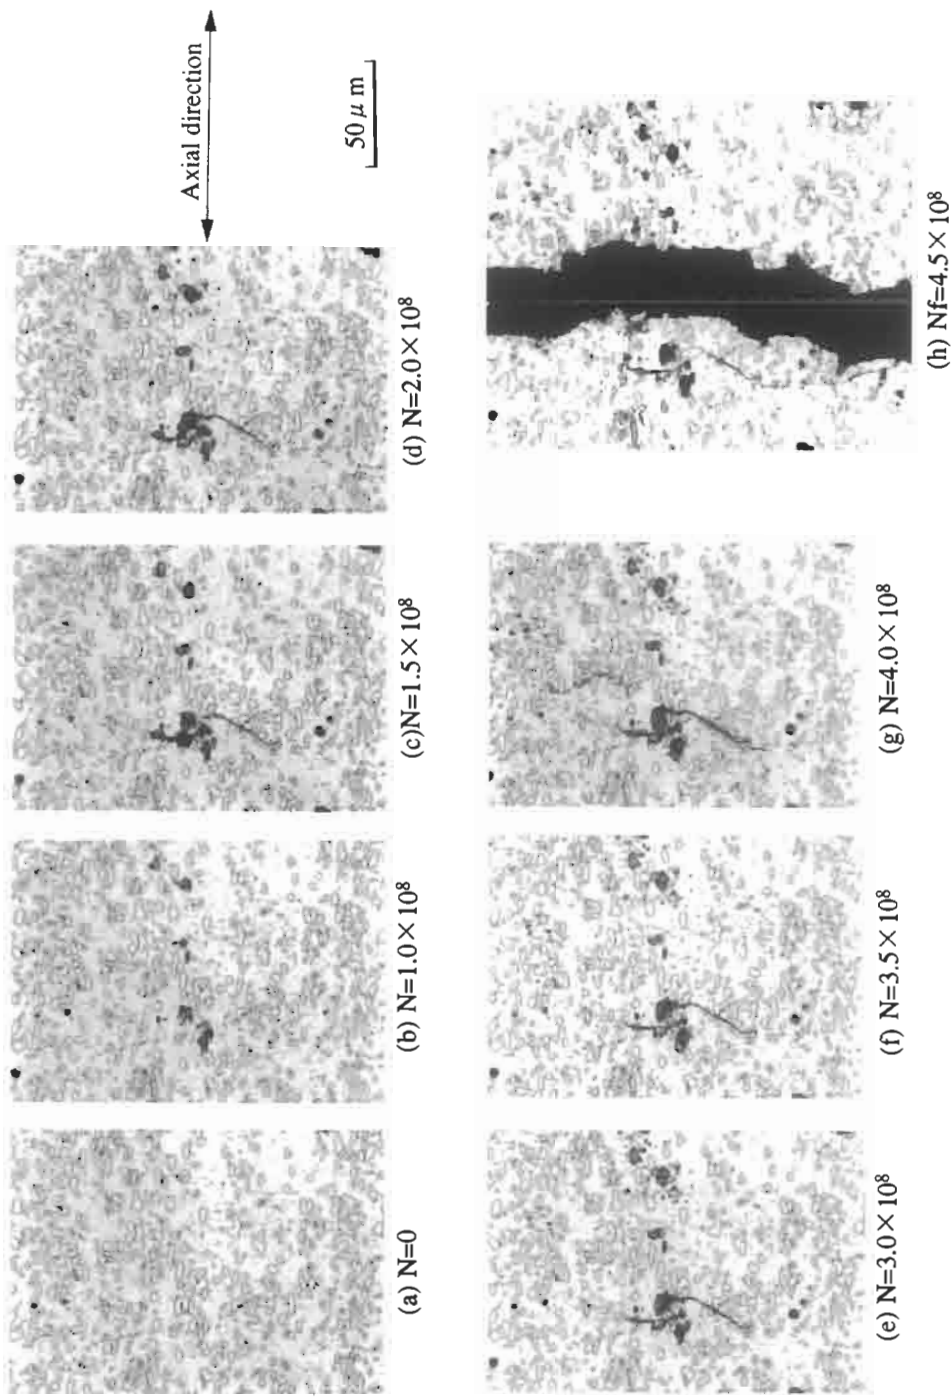 (a) N=0
(b) N=1.0×10⁸
(c)N=1.5×10⁸
(d) N=2.0×10⁸
Axial direction
50 μ m
(e) N=3.0×10⁸
(f) N=3.5×10⁸
(g) N=4.0×10⁸
(h) Nf=4.5×10⁸